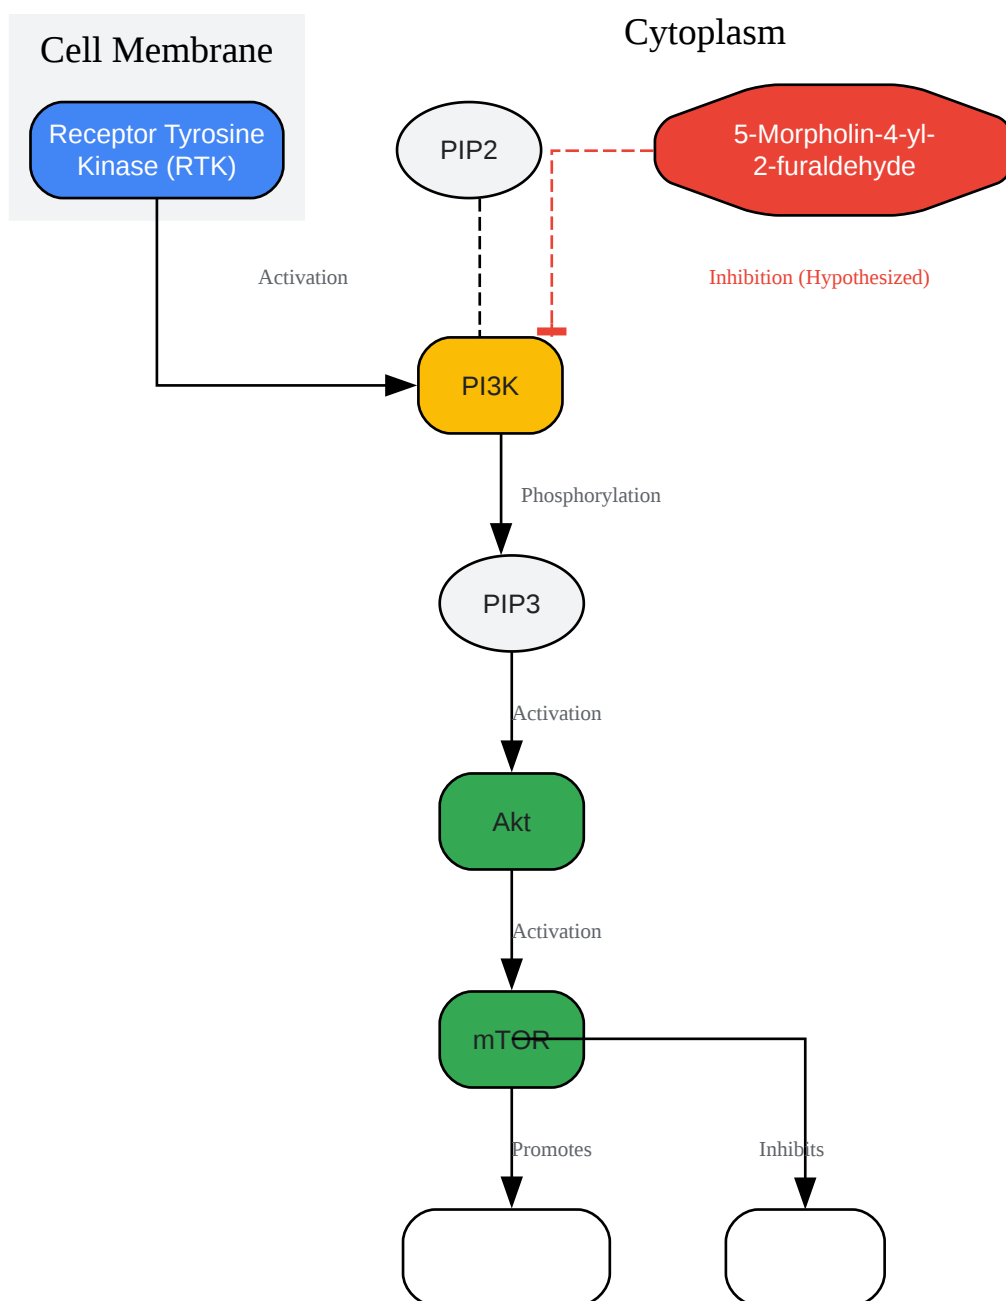 Cell Membrane
Cytoplasm
Receptor Tyrosine
Kinase (RTK)
PIP2
5-Morpholin-4-yl-
2-furaldehyde
Activation
Inhibition (Hypothesized)
PI3K
Phosphorylation
PIP3
Activation
Akt
Activation
mTOR
Promotes
Inhibits